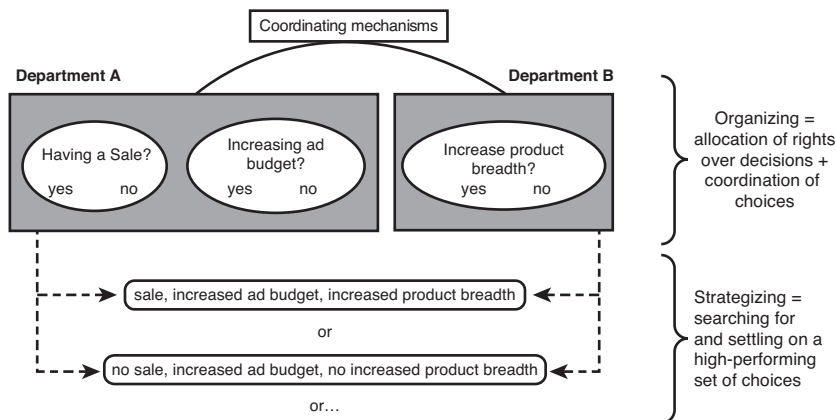 Coordinating mechanisms
Department A
Department B
Having a Sale?
yes no
Increasing ad
budget?
yes no
Increase product
breadth?
yes no
Organizing =
allocation of rights
over decisions +
coordination of
choices
sale, increased ad budget, increased product breadth
or
no sale, increased ad budget, no increased product breadth
or…
Strategizing =
searching for
and settling on a
high-performing
set of choices